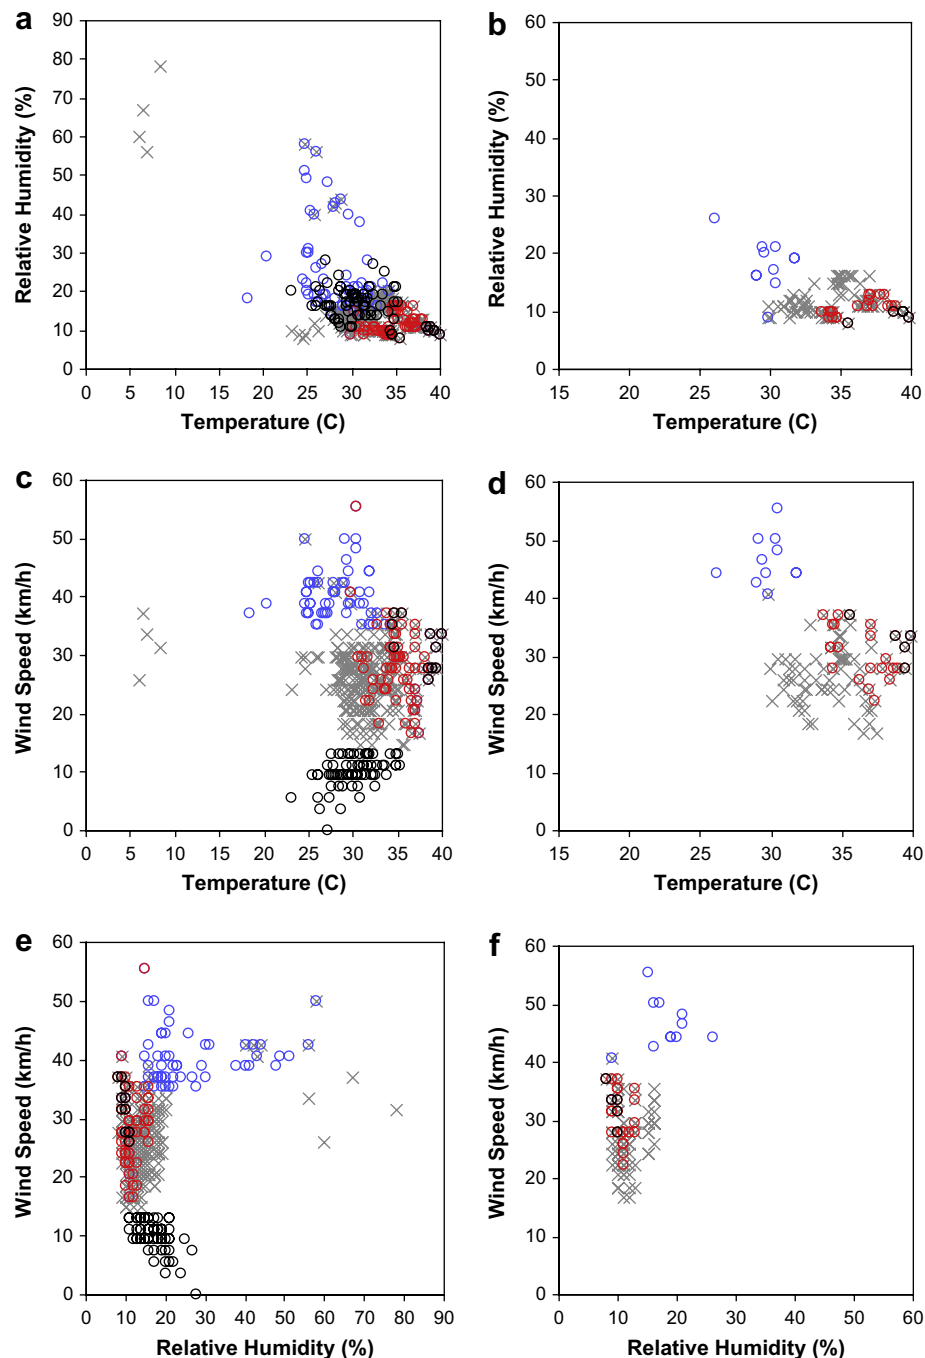 a
90
80
70
60
50
40
30
20
10
0
Relative Humidity (%)
0 5 10 15 20 25 30 35 40
Temperature (C)
b
60
50
40
30
20
10
0
Relative Humidity (%)
15 20 25 30 35 40
Temperature (C)
c
60
50
40
30
20
10
0
Wind Speed (km/h)
0 5 10 15 20 25 30 35 40
Temperature (C)
d
60
50
40
30
20
10
0
Wind Speed (km/h)
15 20 25 30 35 40
Temperature (C)
e
60
50
40
30
20
10
0
Wind Speed (km/h)
0 10 20 30 40 50 60 70 80 90
Relative Humidity (%)
f
60
50
40
30
20
10
0
Wind Speed (km/h)
0 10 20 30 40 50 60
Relative Humidity (%)